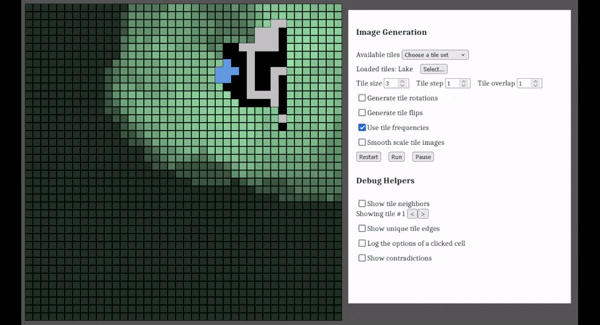 Image Generation
Available tiles Choose a tile set
Loaded tiles: Lake Select...
Tile size 3 Tile step 1 Tile overlap 1
Generate tile rotations
Generate tile flips
Use tile frequencies
Smooth scale tile images
Restart Run Pause
Debug Helpers
Show tile neighbors
Showing tile # 1 < >
Show unique tile edges
Log the options of a clicked cell
Show contradictions